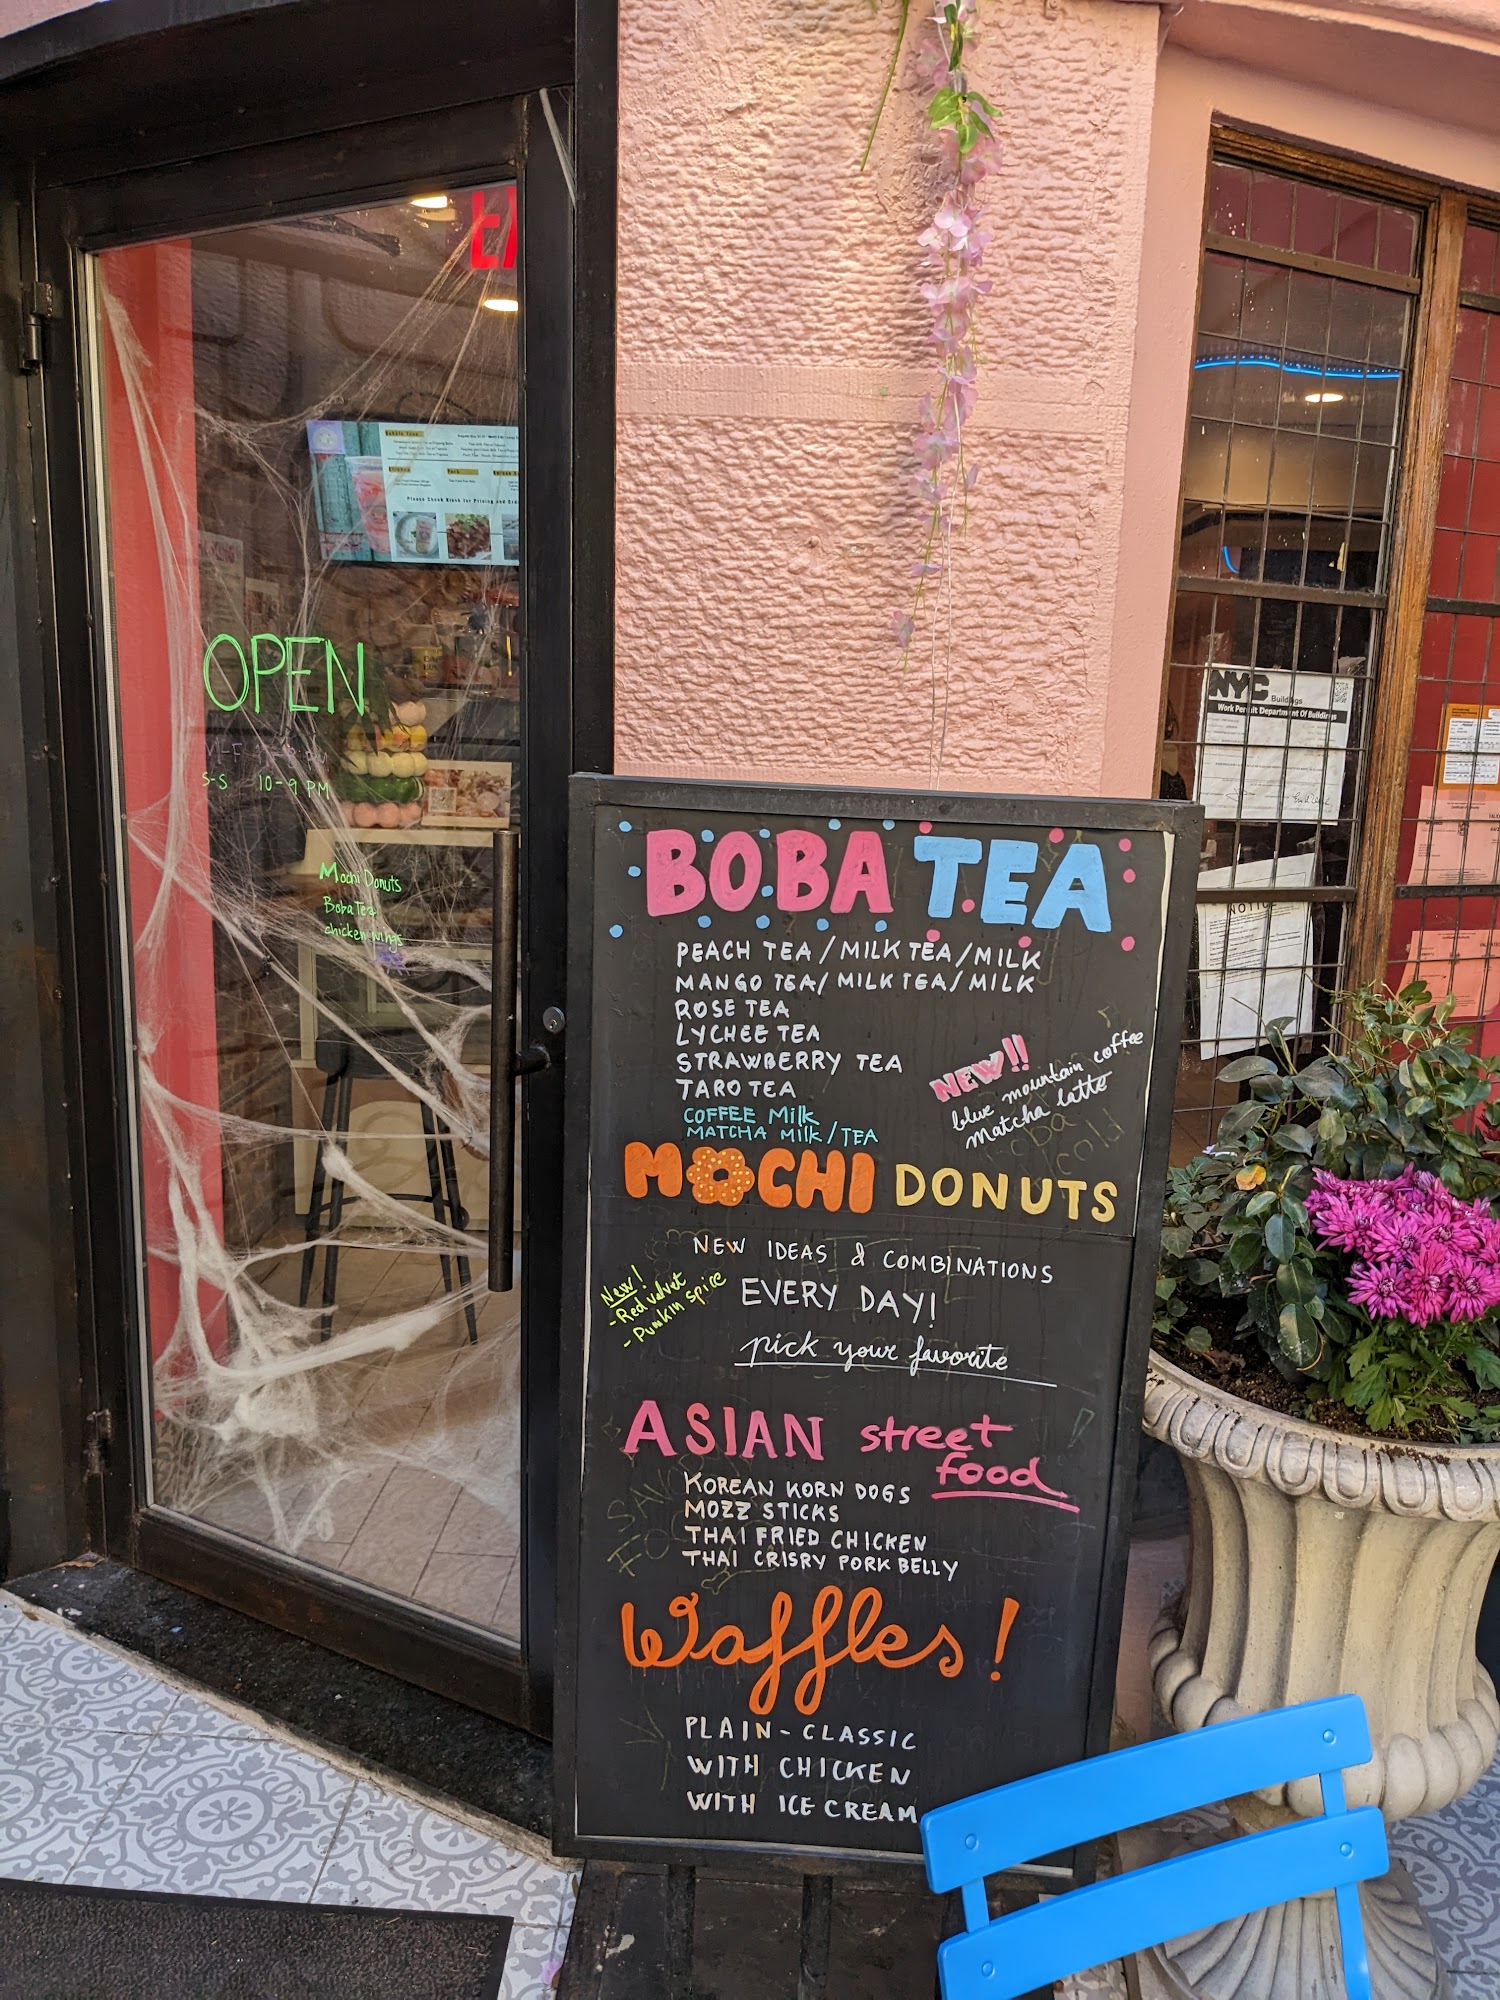 OPEN
S-S 10-9 PM
Mochi Donuts
Boba Tea
chicken wings
BOBA TEA
PEACH TEA / MILK TEA / MILK
MANGO TEA / MILK TEA / MILK
ROSE TEA
LYCHEE TEA
STRAWBERRY TEA
TARO TEA
COFFEE Milk
MATCHA Milk / TEA
NEW!!
blue mountain coffee
Matcha latte
MOCHI DONUTS
NEW IDEAS & COMBINATIONS
EVERY DAY!
pick your favorite
New!
- Red velvet
- Pumkin spice
ASIAN street
food
KOREAN KORN DOGS
MOZZ STICKS
THAI FRIED CHICKEN
THAI CRISRY PORK BELLY
Waffles!
PLAIN - CLASSIC
WITH CHICKEN
WITH ICE CREAM
NYC Buildings
Work Permit Department Of Buildings
NOTICE